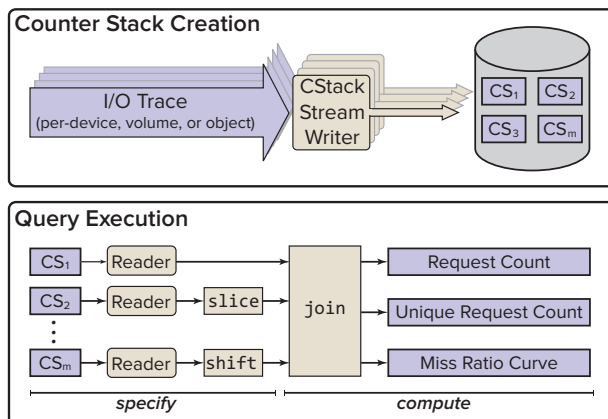 Counter Stack Creation
I/O Trace
(per-device, volume, or object)
CStack
Stream
Writer
CS₁ CS₂
CS₃ CSₘ
Query Execution
CS₁ Reader Request Count
CS₂ Reader slice join Unique Request Count
CSₘ Reader shift Miss Ratio Curve
specify compute